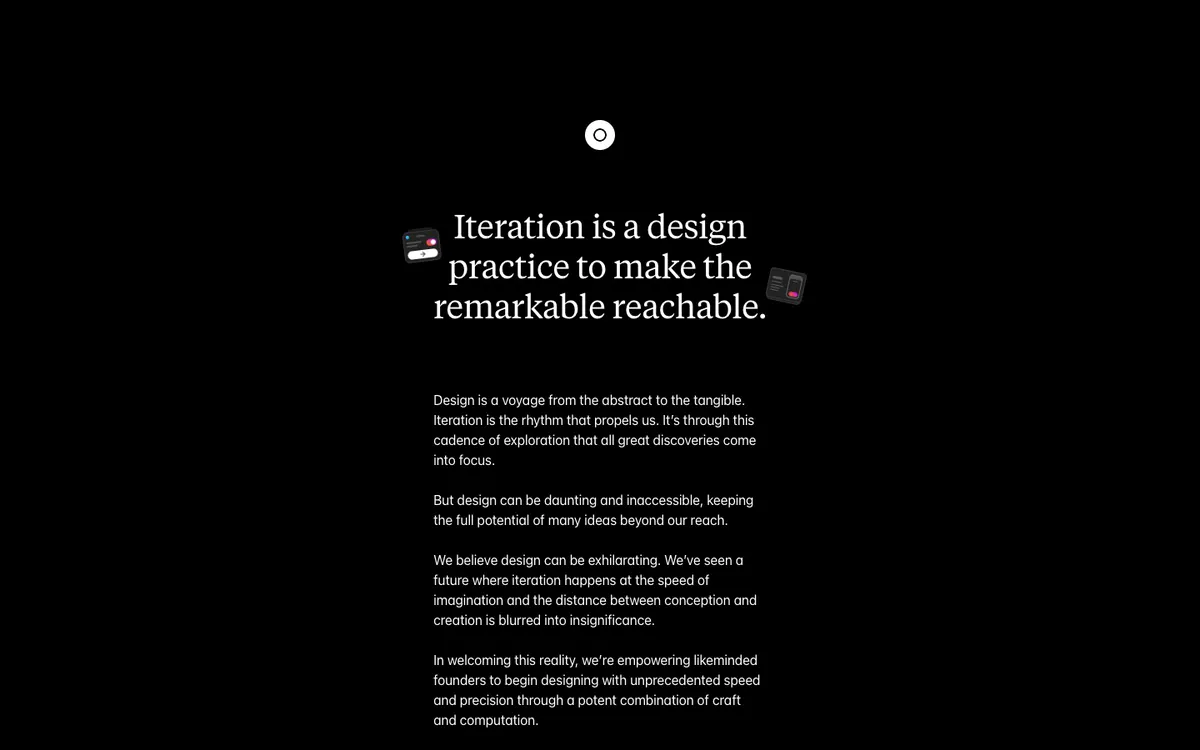 Iteration is a design
practice to make the
remarkable reachable.
Design is a voyage from the abstract to the tangible.
Iteration is the rhythm that propels us. It’s through this
cadence of exploration that all great discoveries come
into focus.
But design can be daunting and inaccessible, keeping
the full potential of many ideas beyond our reach.
We believe design can be exhilarating. We’ve seen a
future where iteration happens at the speed of
imagination and the distance between conception and
creation is blurred into insignificance.
In welcoming this reality, we’re empowering likeminded
founders to begin designing with unprecedented speed
and precision through a potent combination of craft
and computation.